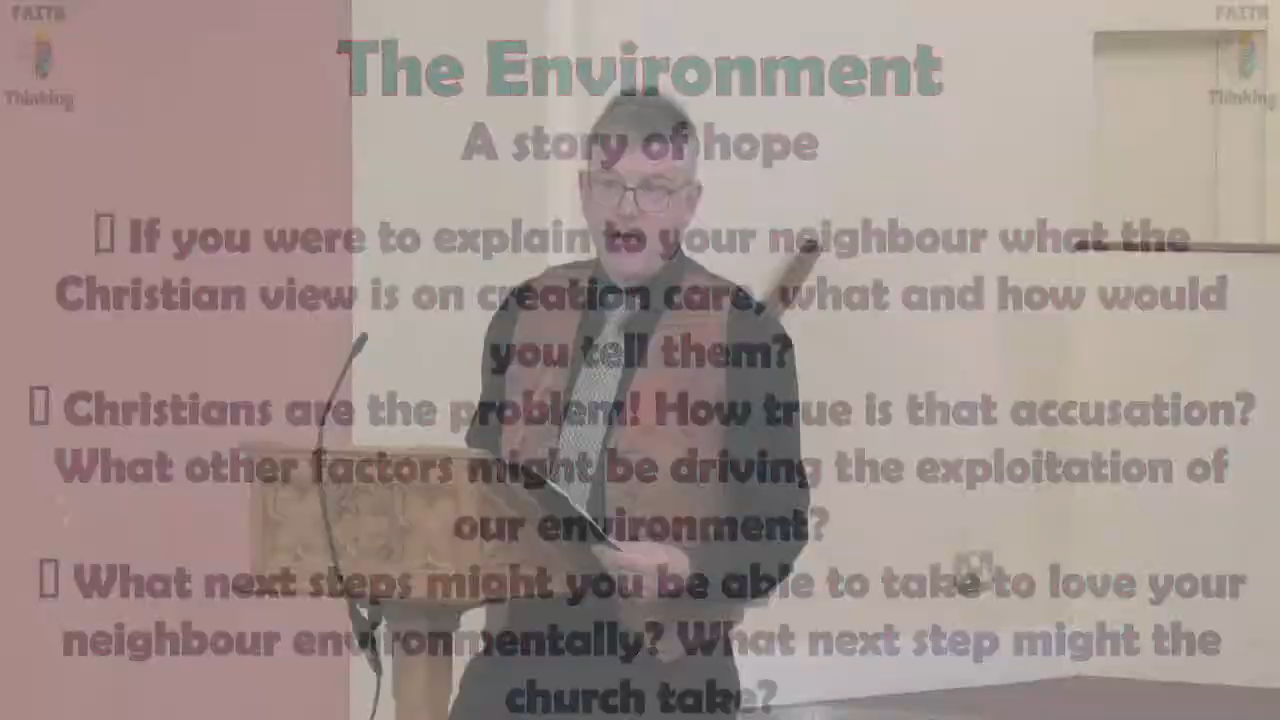 FAITH
Thinking
FAITH
Thinking
The Environment
A story of hope
If you were to explain to your neighbour what the
Christian view is on creation care, what and how would
you tell them?
Christians are the problem! How true is that accusation?
What other factors might be driving the exploitation of
our environment?
What next steps might you be able to take to love your
neighbour environmentally? What next step might the
church take?